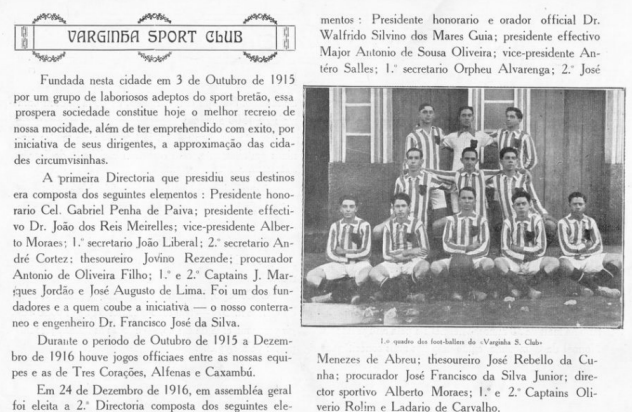 VARGINHA SPORT CLUB
Fundada nesta cidade em 3 de Outubro de 1915
por um grupo de laboriosos adeptos do sport bretão, essa
prospera sociedade constitue hoje o melhor recreio de
nossa mocidade, além de ter emprehendido com exito, por
iniciativa de seus dirigentes, a approximação das cida-
des circumvisinhas.
A primeira Directoria que presidiu seus destinos
era composta dos seguintes elementos : Presidente hono-
rario Cel. Gabriel Penha de Paiva; presidente effecti-
vo Dr. João dos Reis Meirelles; vice-presidente Alber-
to Moraes; 1.º secretario João Liberal; 2.º secretario An-
dré Cortez; thesoureiro Jovino Rezende; procurador
Antonio de Oliveira Filho; 1.º e 2.º Captains J. Mar-
ques Jordão e José Augusto de Lima. Foi um dos fun-
dadores e a quem coube a iniciativa — o nosso conterra-
neo e engenheiro Dr. Francisco José da Silva.
Durante o periodo de Outubro de 1915 a Dezem-
bro de 1916 houve jogos officiaes entre as nossas equi-
pes e as de Tres Corações, Alfenas e Caxambú.
Em 24 de Dezembro de 1916, em assembléa geral
foi eleita a 2.ª Directoria composta dos seguintes ele-
mentos : Presidente honorario e orador official Dr.
Walfrido Silvino dos Mares Guia; presidente effectivo
Major Antonio de Sousa Oliveira; vice-presidente An-
téro Salles; 1.º secretario Orpheu Alvarenga; 2.º José
1.º quadro dos foot-ballers do «Varginha S. Club»
Menezes de Abreu; thesoureiro José Rebello da Cu-
nha; procurador José Francisco da Silva Junior; dire-
ctor sportivo Alberto Moraes; 1.º e 2.º Captains Oli-
verio Rolim e Ladario de Carvalho.